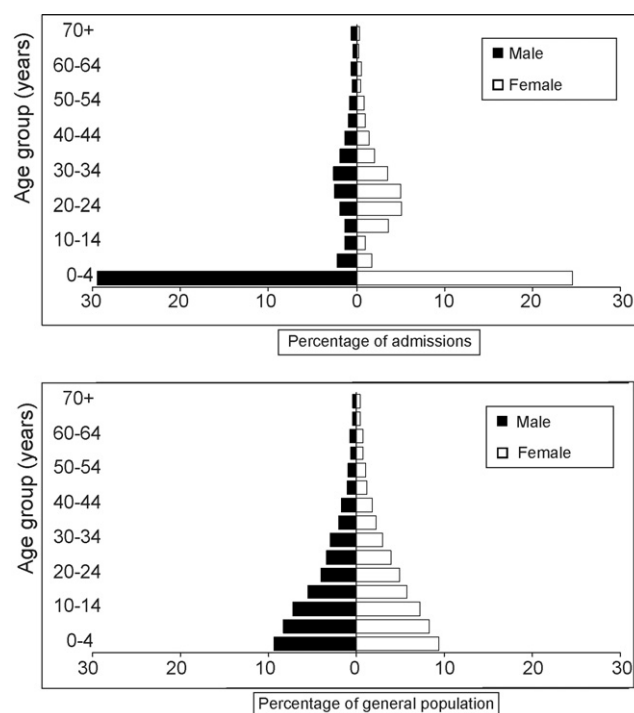 Age group (years)
70+
60-64
50-54
40-44
30-34
20-24
10-14
0-4
Male
Female
30 20 10 0 10 20 30
Percentage of admissions
Age group (years)
70+
60-64
50-54
40-44
30-34
20-24
10-14
0-4
Male
Female
30 20 10 0 10 20 30
Percentage of general population